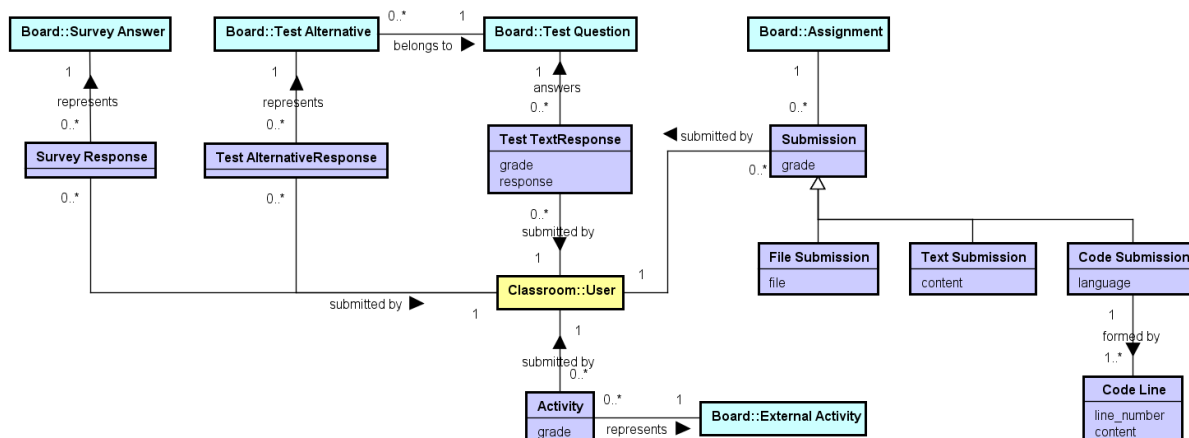 0..* 1
Board::Survey Answer
Board::Test Alternative
Board::Test Question
Board::Assignment
belongs to
1
1
1
1
represents
represents
answers
0..*
0..*
0..*
0..*
submitted by
Survey Response
Test AlternativeResponse
Test TextResponse
grade
response
Submission
grade
0..*
0..*
0..*
0..*
submitted by
File Submission
file
Text Submission
content
Code Submission
language
1
1
Classroom::User
submitted by
1
1
1
formed by
submitted by
1..*
0..*
Activity
grade
0..*
1
represents
Board::External Activity
Code Line
line_number
content